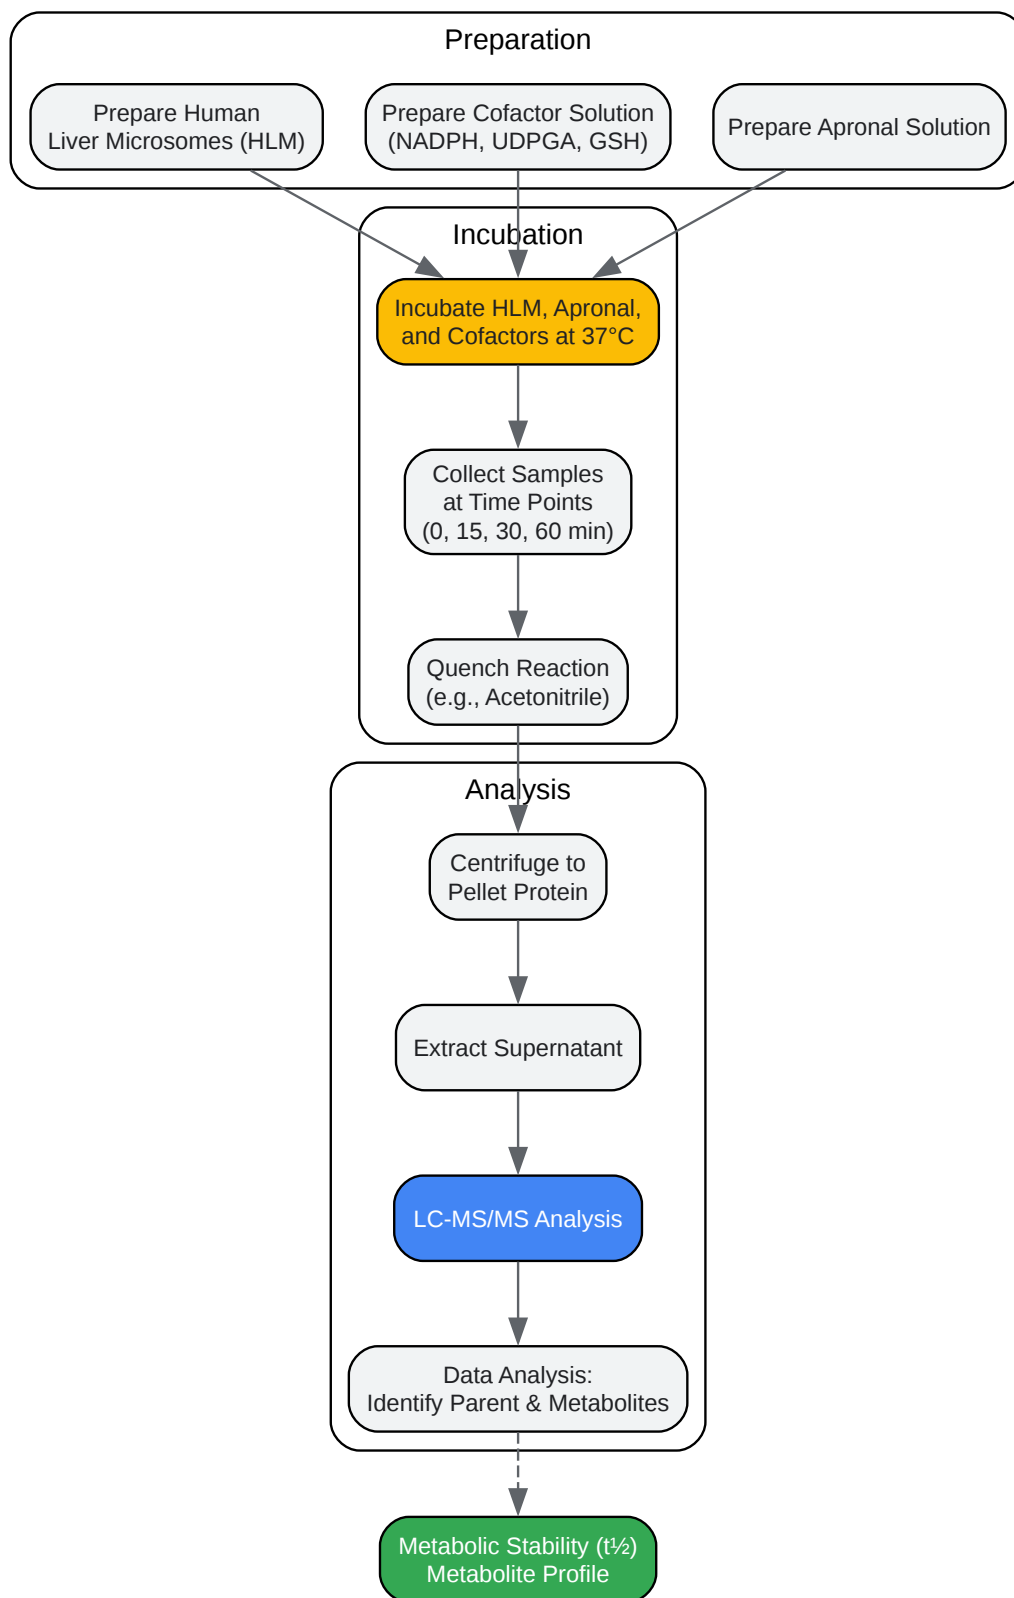 Preparation
Prepare Human
Liver Microsomes (HLM)
Prepare Cofactor Solution
(NADPH, UDPGA, GSH)
Prepare Apronal Solution
Incubation
Incubate HLM, Apronal,
and Cofactors at 37°C
Collect Samples
at Time Points
(0, 15, 30, 60 min)
Quench Reaction
(e.g., Acetonitrile)
Analysis
Centrifuge to
Pellet Protein
Extract Supernatant
LC-MS/MS Analysis
Data Analysis:
Identify Parent & Metabolites
Metabolic Stability (t½)
Metabolite Profile